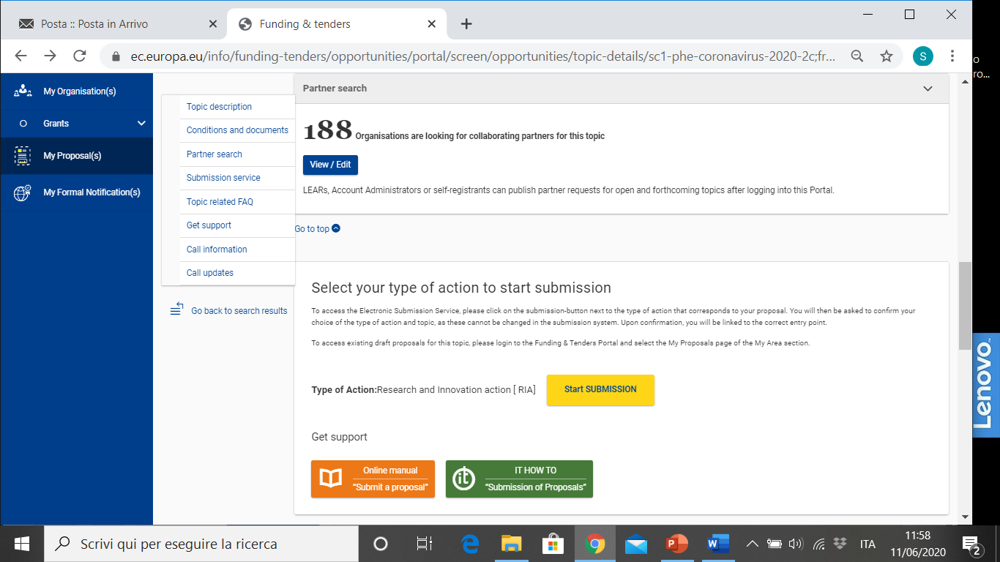 Posta :: Posta in Arrivo
Funding & tenders
ec.europa.eu/info/funding-tenders/opportunities/portal/screen/opportunities/topic-details/sc1-phe-coronavirus-2020-2c;fr...
S
ro...
My Organisation(s)
Grants
My Proposal(s)
My Formal Notification(s)
Topic description
Conditions and documents
Partner search
Submission service
Topic related FAQ
Get support
Call information
Call updates
Go back to search results
Partner search
188 Organisations are looking for collaborating partners for this topic
View / Edit
LEARs, Account Administrators or self-registrants can publish partner requests for open and forthcoming topics after logging into this Portal.
Go to top
Select your type of action to start submission
To access the Electronic Submission Service, please click on the submission-button next to the type of action that corresponds to your proposal. You will then be asked to confirm your
choice of the type of action and topic, as these cannot be changed in the submission system. Upon confirmation, you will be linked to the correct entry point.
To access existing draft proposals for this topic, please login to the Funding & Tenders Portal and select the My Proposals page of the My Area section.
Type of Action:Research and Innovation action [ RIA]
Start SUBMISSION
Get support
Online manual
"Submit a proposal"
it
IT HOW TO
"Submission of Proposals"
Lenovo
Scrivi qui per eseguire la ricerca
ITA
11:58
11/06/2020
2